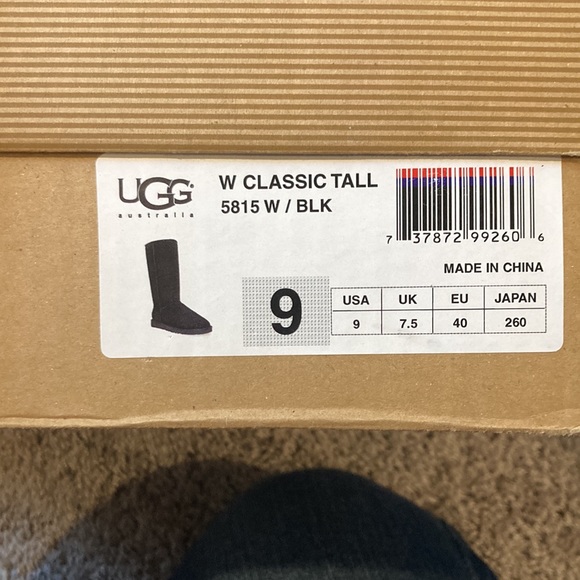 UGG®
australia
W CLASSIC TALL
5815 W / BLK
7 37872 99260 6
MADE IN CHINA
9
USA UK EU JAPAN
9 7.5 40 260